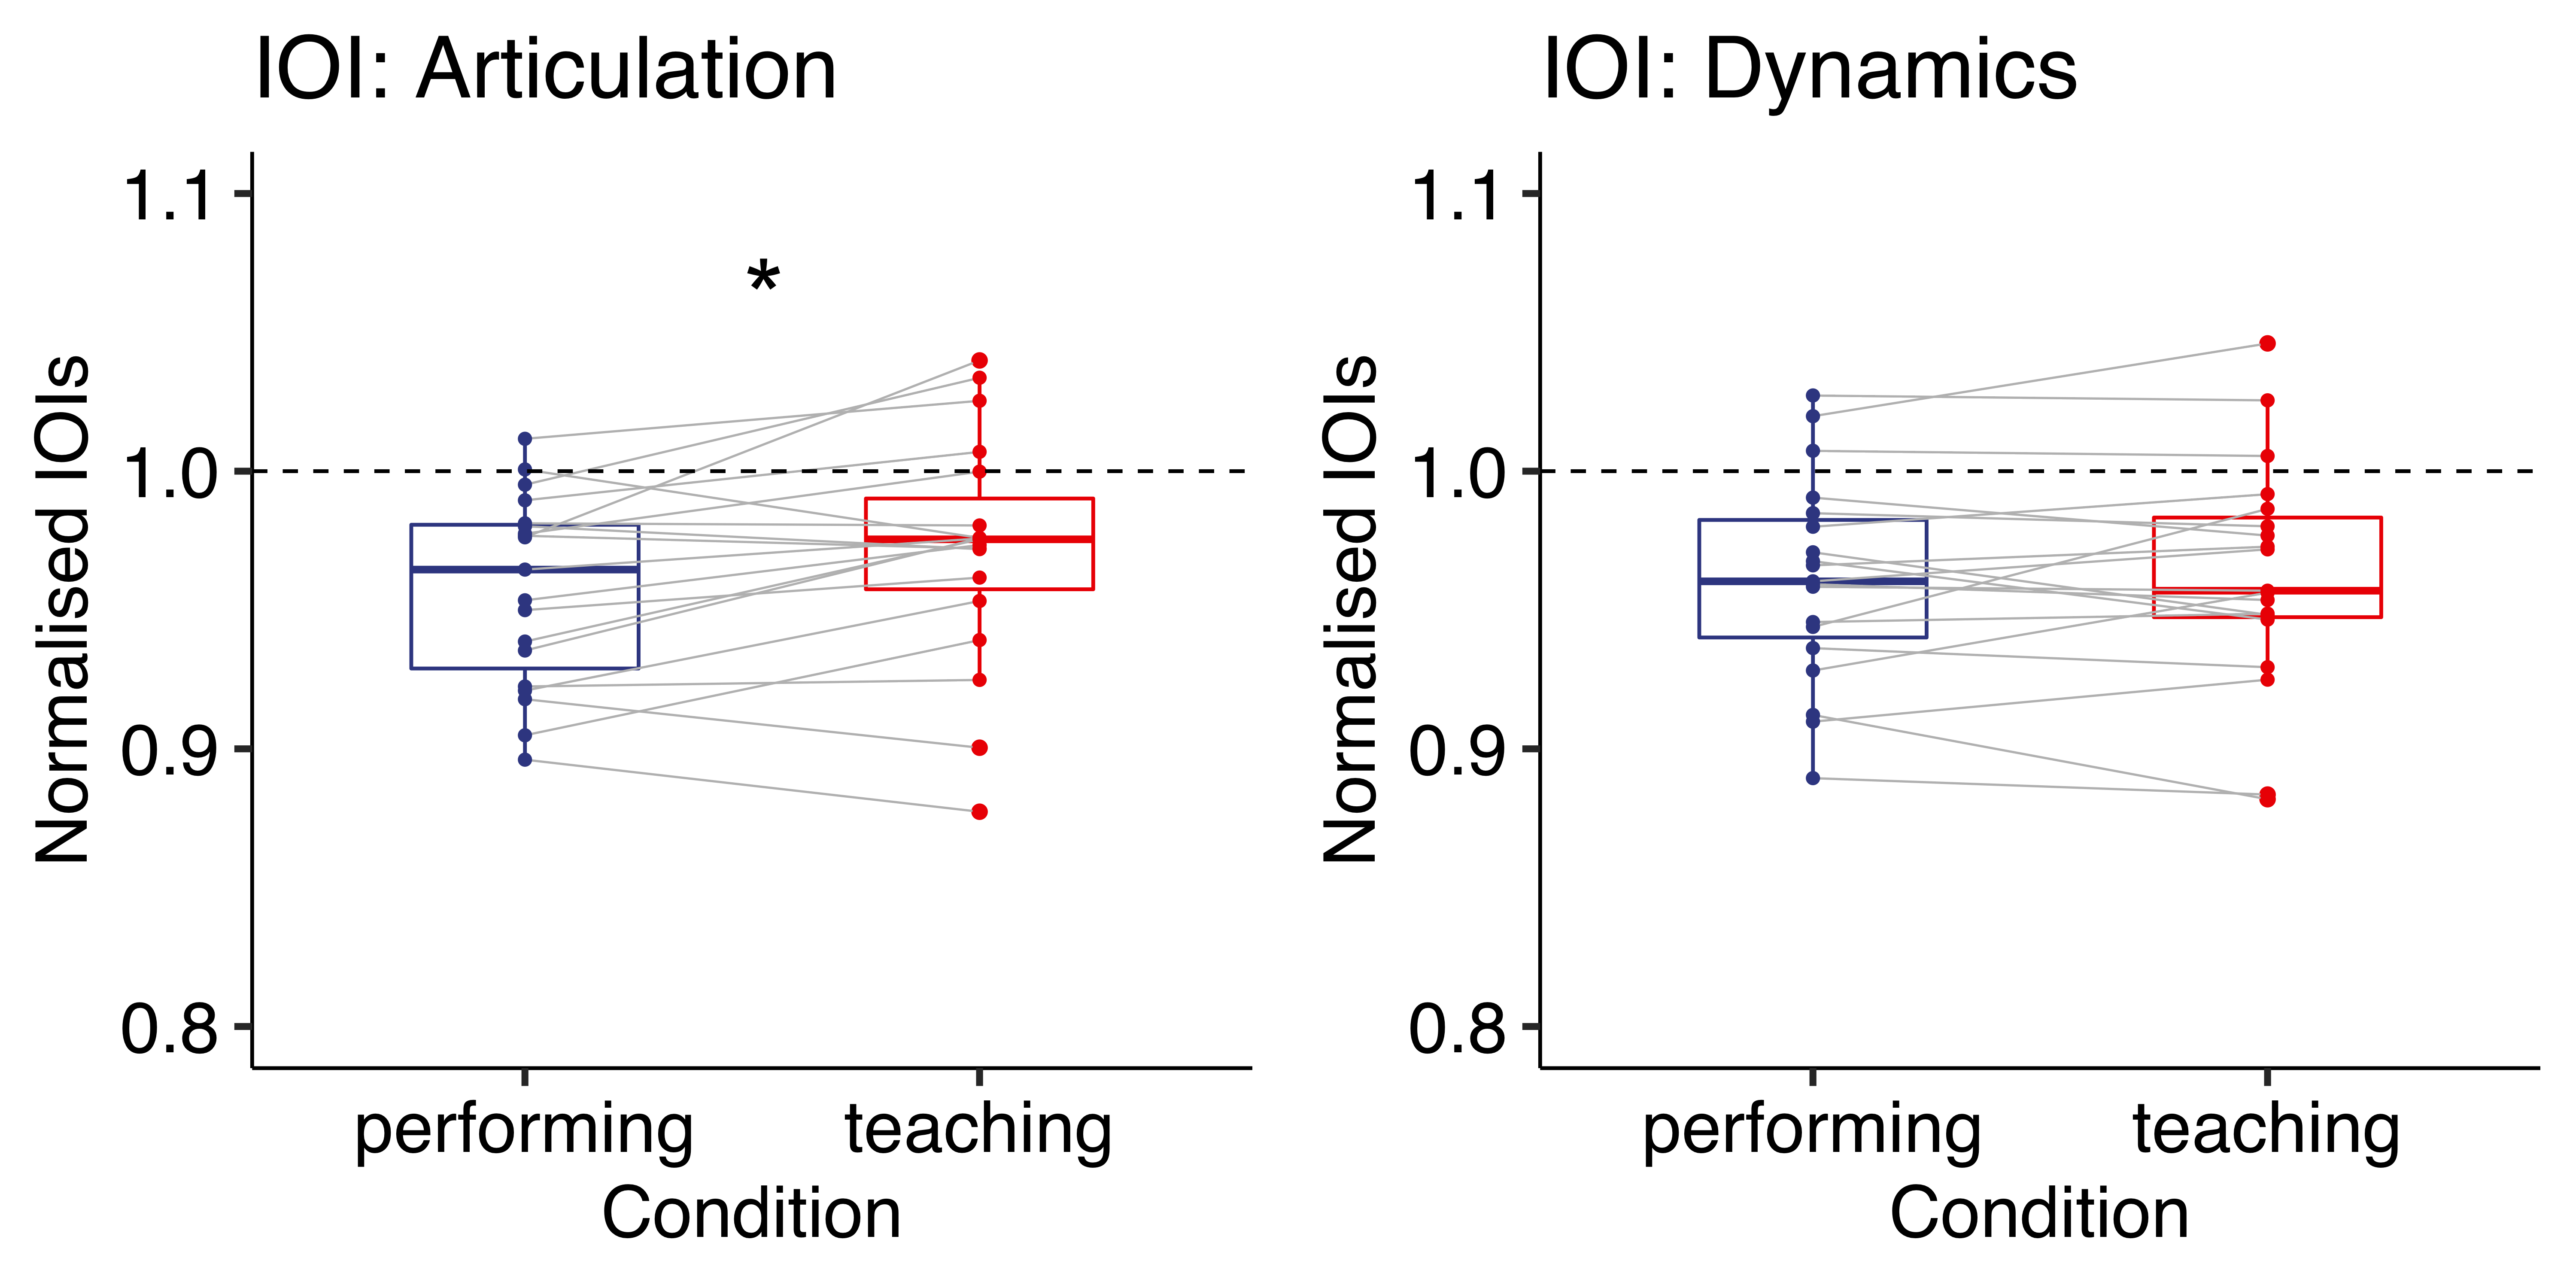 IOI: Articulation
Normalised IOIs
1.1
1.0
0.9
0.8
*
performing
teaching
Condition
IOI: Dynamics
Normalised IOIs
1.1
1.0
0.9
0.8
performing
teaching
Condition